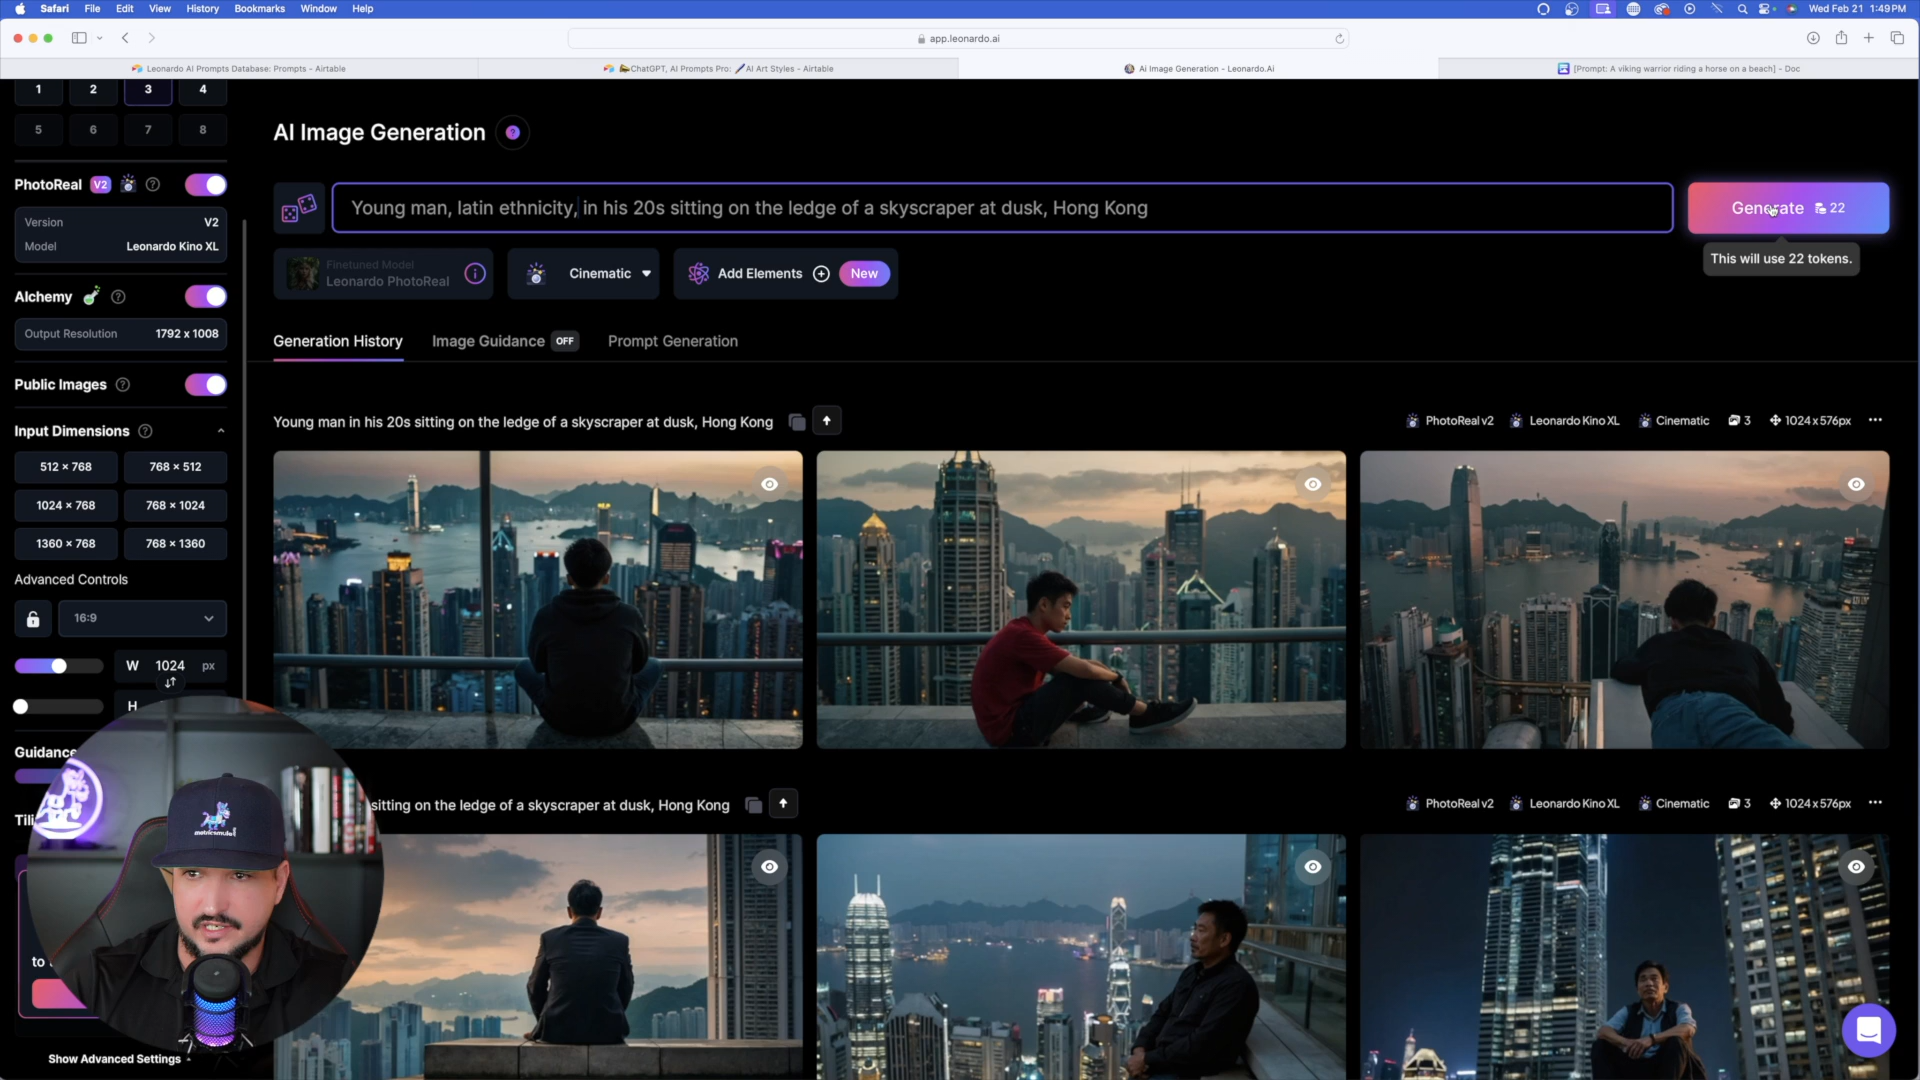 Safari File Edit View History Bookmarks Window Help
Wed Feb 21 1:49 PM
app.leonardo.ai
Leonardo AI Prompts Database: Prompts - Airtable
ChatGPT, AI Prompts Pro: AI Art Styles - Airtable
Ai Image Generation - Leonardo.Ai
[Prompt: A viking warrior riding a horse on a beach] - Doc
1 2 3 4
5 6 7 8
PhotoReal V2
Version V2
Model Leonardo Kino XL
Alchemy
Output Resolution 1792 x 1008
Public Images
Input Dimensions
512 × 768 768 × 512
1024 × 768 768 × 1024
1360 × 768 768 × 1360
Advanced Controls
16:9
W 1024 px
H
Guidance
to
Show Advanced Settings
AI Image Generation
Young man, latin ethnicity, in his 20s sitting on the ledge of a skyscraper at dusk, Hong Kong
Generate 22
This will use 22 tokens.
Finetuned Model
Leonardo PhotoReal
Cinematic
Add Elements New
Generation History Image Guidance OFF Prompt Generation
Young man in his 20s sitting on the ledge of a skyscraper at dusk, Hong Kong
PhotoReal v2 Leonardo Kino XL Cinematic 3 1024 x 576px
sitting on the ledge of a skyscraper at dusk, Hong Kong
PhotoReal v2 Leonardo Kino XL Cinematic 3 1024 x 576px